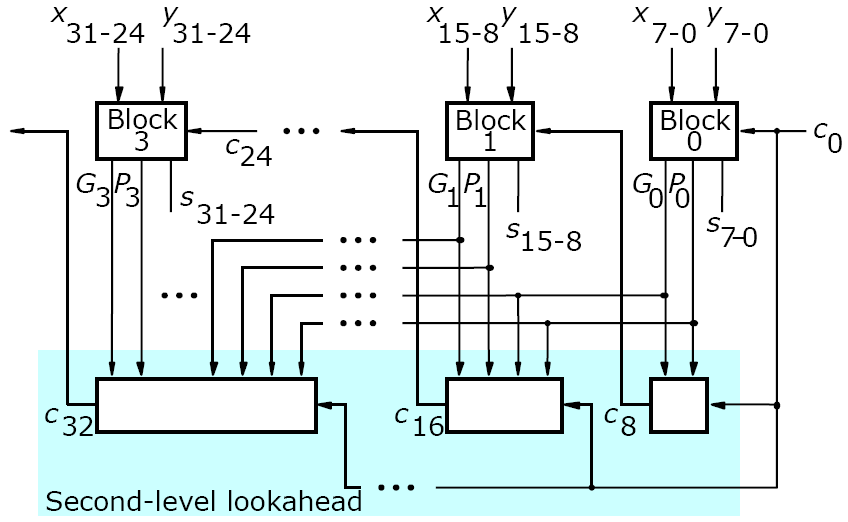 x31-24 y31-24 x15-8 y15-8 x7-0 y7-0
Block 3
Block 1
Block 0
c24
c0
G3 P3
s31-24
G1 P1
s15-8
G0 P0
s7-0
c32
c16
c8
Second-level lookahead